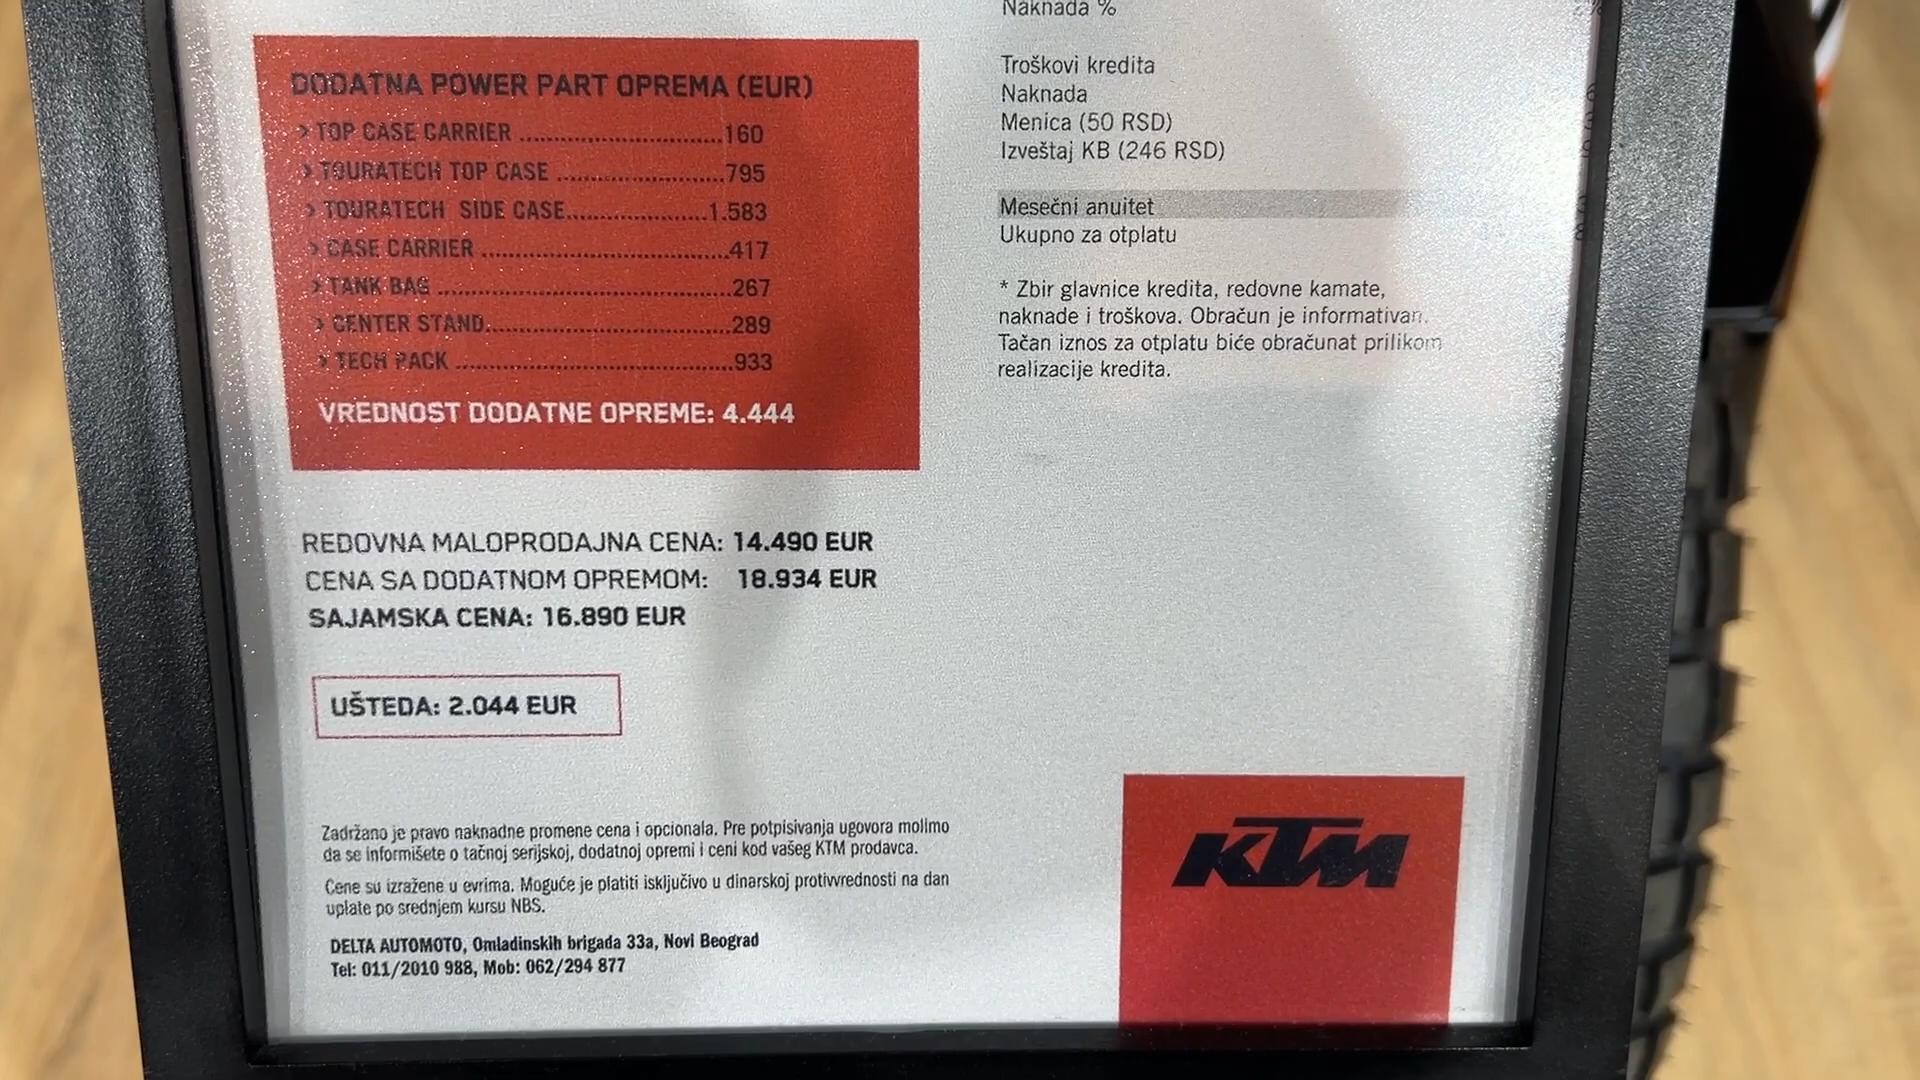 DODATNA POWER PART OPREMA (EUR)
> TOP CASE CARRIER ................................160
> TOURATECH TOP CASE ...........................795
> TOURATECH SIDE CASE.......................1.583
> CASE CARRIER ........................................417
> TANK BAG ...............................................267
> CENTER STAND.......................................289
> TECH PACK .............................................933
VREDNOST DODATNE OPREME: 4.444
REDOVNA MALOPRODAJNA CENA: 14.490 EUR
CENA SA DODATNOM OPREMOM: 18.934 EUR
SAJAMSKA CENA: 16.890 EUR
UŠTEDA: 2.044 EUR
Zadržano je pravo naknadne promene cena i opcionala. Pre potpisivanja ugovora molimo
da se informišete o tačnoj serijskoj, dodatnoj opremi i ceni kod vašeg KTM prodavca.
Cene su izražene u evrima. Moguće je platiti isključivo u dinarskoj protivvrednosti na dan
uplate po srednjem kursu NBS.
DELTA AUTOMOTO, Omladinskih brigada 33a, Novi Beograd
Tel: 011/2010 988, Mob: 062/294 877
Naknada %
Troškovi kredita
Naknada
Menica (50 RSD)
Izveštaj KB (246 RSD)
Mesečni anuitet
Ukupno za otplatu
* Zbir glavnice kredita, redovne kamate,
naknade i troškova. Obračun je informativan.
Tačan iznos za otplatu biće obračunat prilikom
realizacije kredita.
KTM